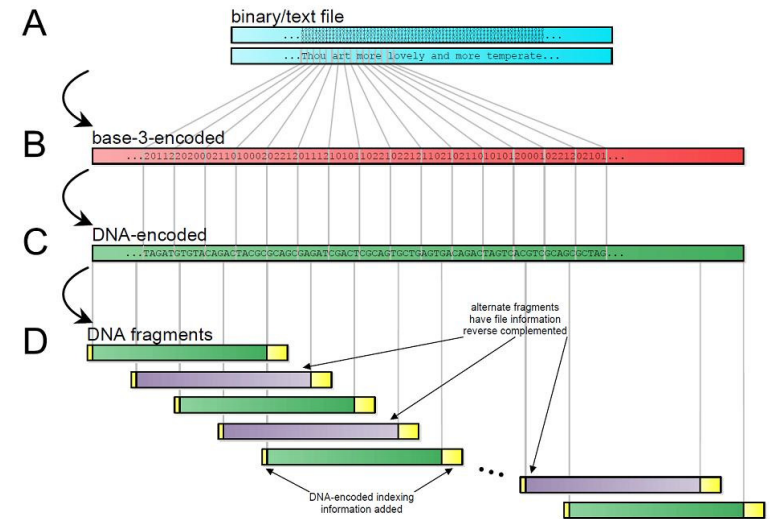 A
binary/text file
...Thou art more lovely and more temperate...
B
base-3-encoded
...201122020002110100020221201112101011022102212110210211010101200010221202101...
C
DNA-encoded
...TAGATGTGTACAGACTACGCGCAGCGAGATCGACTCGCAGTGCTGAGTGACAGACTAGTCACGTCGCAGCGCTAG...
D
DNA fragments
alternate fragments
have file information
reverse complemented
DNA-encoded indexing
information added